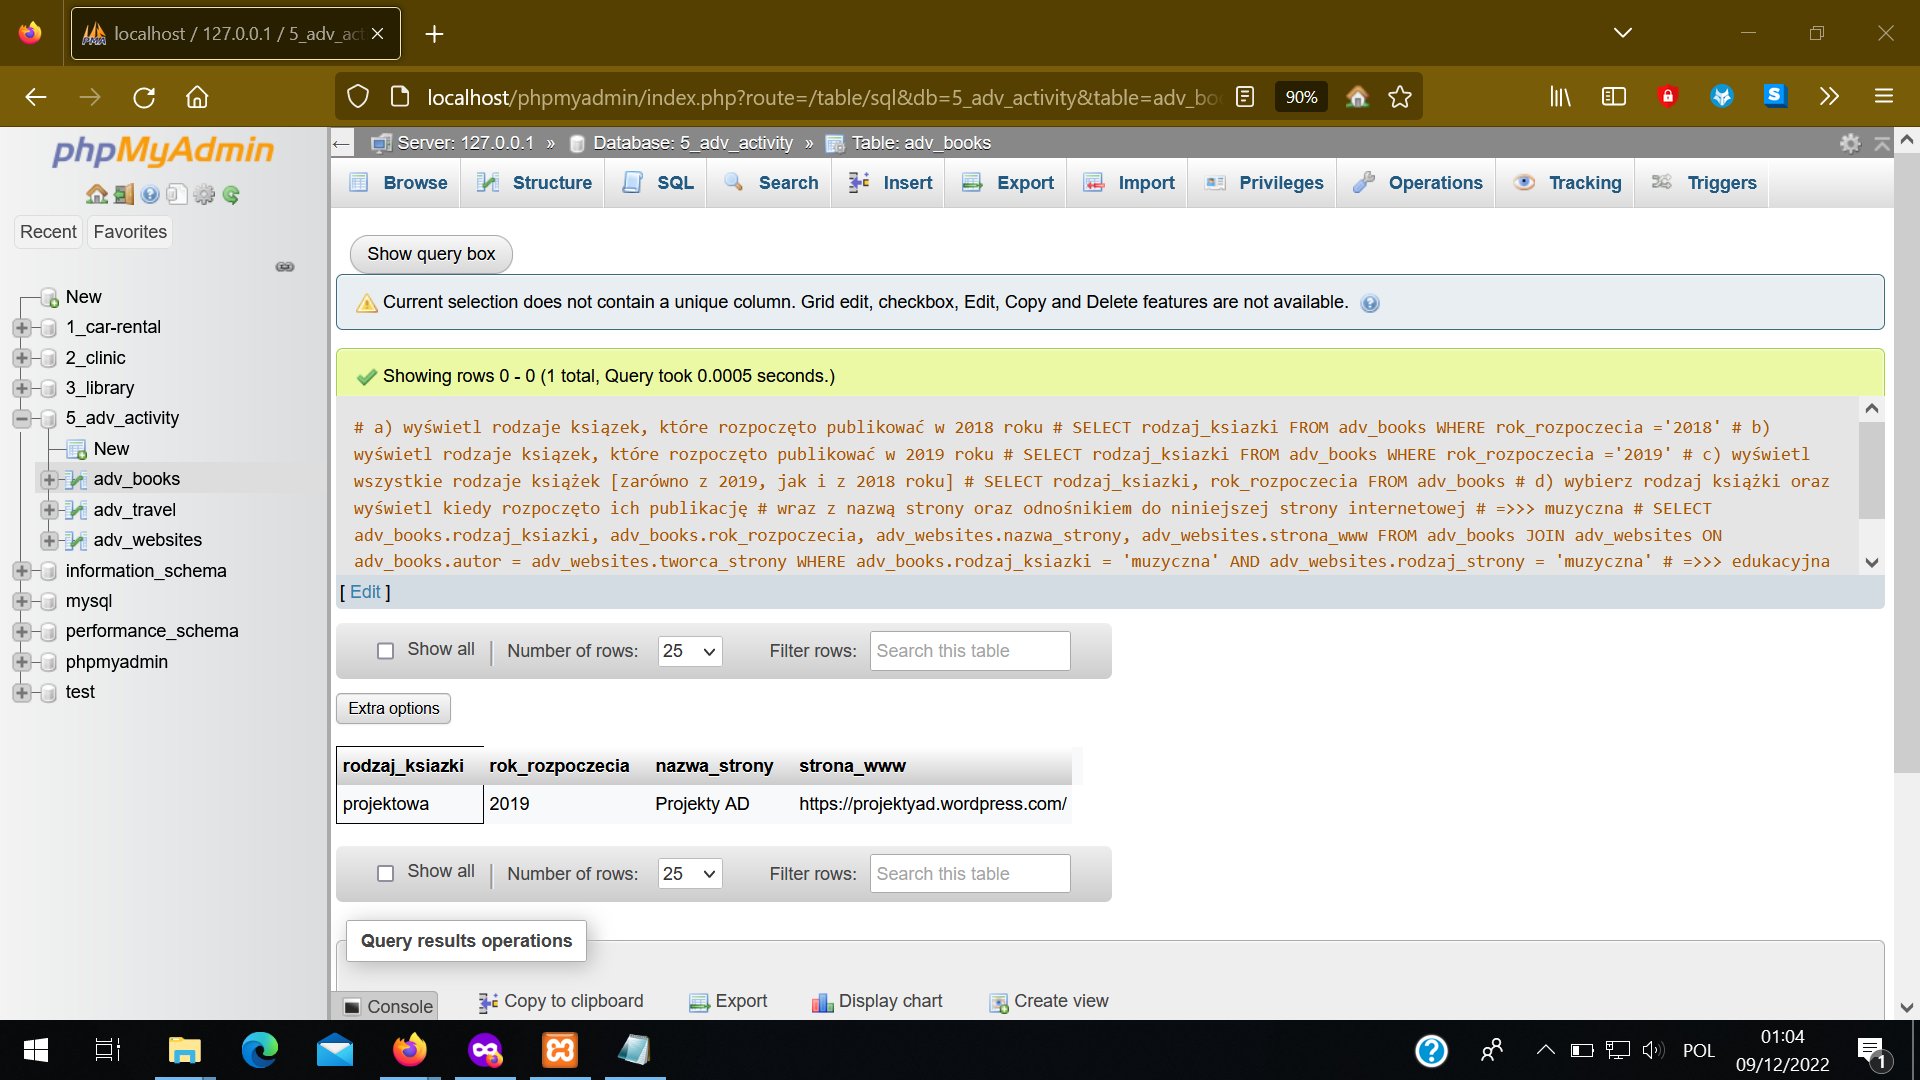 localhost / 127.0.0.1 / 5_adv_act
localhost/phpmyadmin/index.php?route=/table/sql&db=5_adv_activity&table=adv_bo
90%
phpMyAdmin
Recent
Favorites
New
1_car-rental
2_clinic
3_library
5_adv_activity
New
adv_books
adv_travel
adv_websites
information_schema
mysql
performance_schema
phpmyadmin
test
Server: 127.0.0.1 » Database: 5_adv_activity » Table: adv_books
Browse
Structure
SQL
Search
Insert
Export
Import
Privileges
Operations
Tracking
Triggers
Show query box
Current selection does not contain a unique column. Grid edit, checkbox, Edit, Copy and Delete features are not available.
Showing rows 0 - 0 (1 total, Query took 0.0005 seconds.)
# a) wyświetl rodzaje ksiązek, które rozpoczęto publikować w 2018 roku # SELECT rodzaj_ksiazki FROM adv_books WHERE rok_rozpoczecia ='2018' # b)
wyświetl rodzaje ksiązek, które rozpoczęto publikować w 2019 roku # SELECT rodzaj_ksiazki FROM adv_books WHERE rok_rozpoczecia ='2019' # c) wyświetl
wszystkie rodzaje książek [zarówno z 2019, jak i z 2018 roku] # SELECT rodzaj_ksiazki, rok_rozpoczecia FROM adv_books # d) wybierz rodzaj książki oraz
wyświetl kiedy rozpoczęto ich publikację # wraz z nazwą strony oraz odnośnikiem do niniejszej strony internetowej # =>>> muzyczna # SELECT
adv_books.rodzaj_ksiazki, adv_books.rok_rozpoczecia, adv_websites.nazwa_strony, adv_websites.strona_www FROM adv_books JOIN adv_websites ON
adv_books.autor = adv_websites.tworca_strony WHERE adv_books.rodzaj_ksiazki = 'muzyczna' AND adv_websites.rodzaj_strony = 'muzyczna' # =>>> edukacyjna
[ Edit ]
Show all
Number of rows:
25
Filter rows:
Search this table
Extra options
rodzaj_ksiazki rok_rozpoczecia nazwa_strony strona_www
projektowa 2019 Projekty AD https://projektyad.wordpress.com/
Show all
Number of rows:
25
Filter rows:
Search this table
Query results operations
Console
Copy to clipboard
Export
Display chart
Create view
POL
01:04
09/12/2022
1